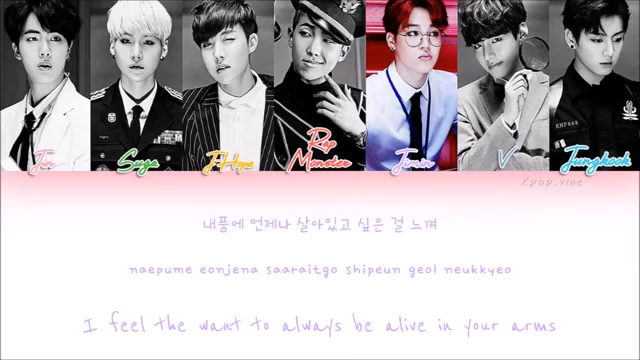 Jin Suga J-Hope Rap Monster Jimin V Jungkook
Kpop.vine
내품에 언제나 살아있고 싶은 걸 느껴
naepume eonjena saaraitgo shipeun geol neukkyeo
I feel the want to always be alive in your arms